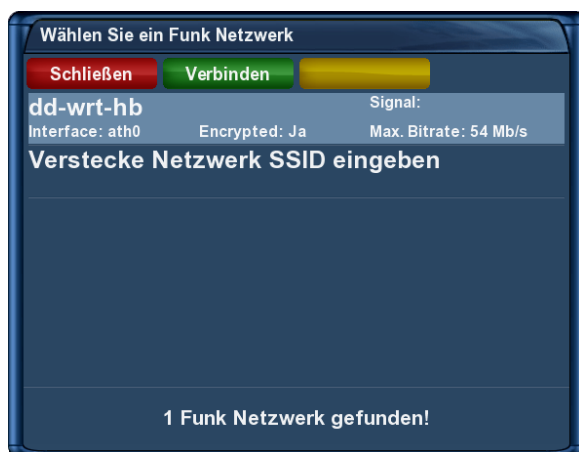 Wählen Sie ein Funk Netzwerk
Schließen Verbinden
dd-wrt-hb Signal:
Interface: ath0 Encrypted: Ja Max. Bitrate: 54 Mb/s
Verstecke Netzwerk SSID eingeben
1 Funk Netzwerk gefunden!